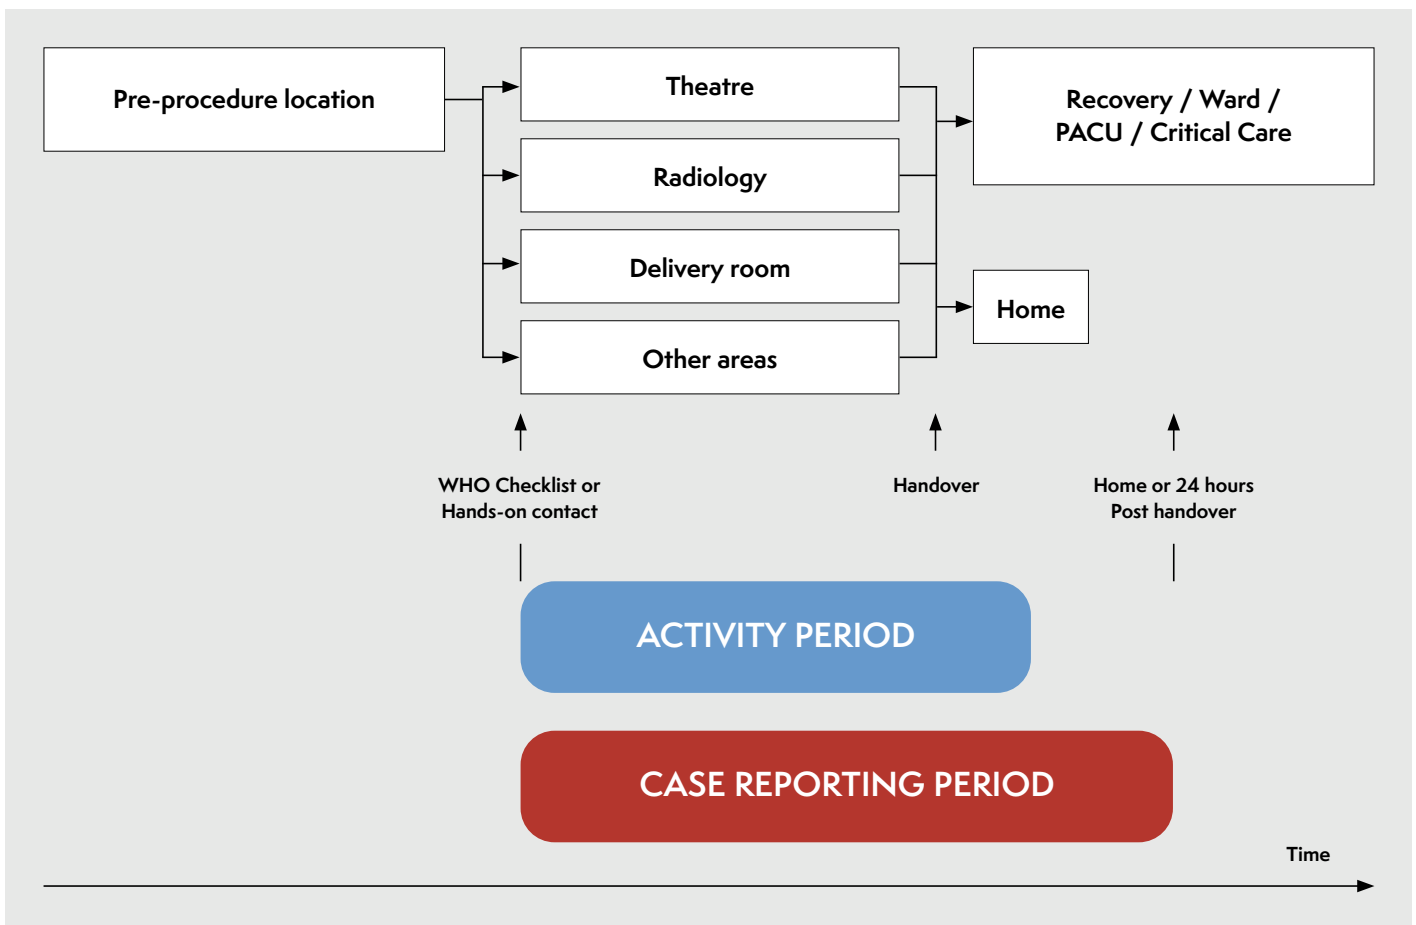 Pre-procedure location
Theatre
Radiology
Delivery room
Other areas
Recovery / Ward /
PACU / Critical Care
Home
WHO Checklist or
Hands-on contact
Handover
Home or 24 hours
Post handover
ACTIVITY PERIOD
CASE REPORTING PERIOD
Time